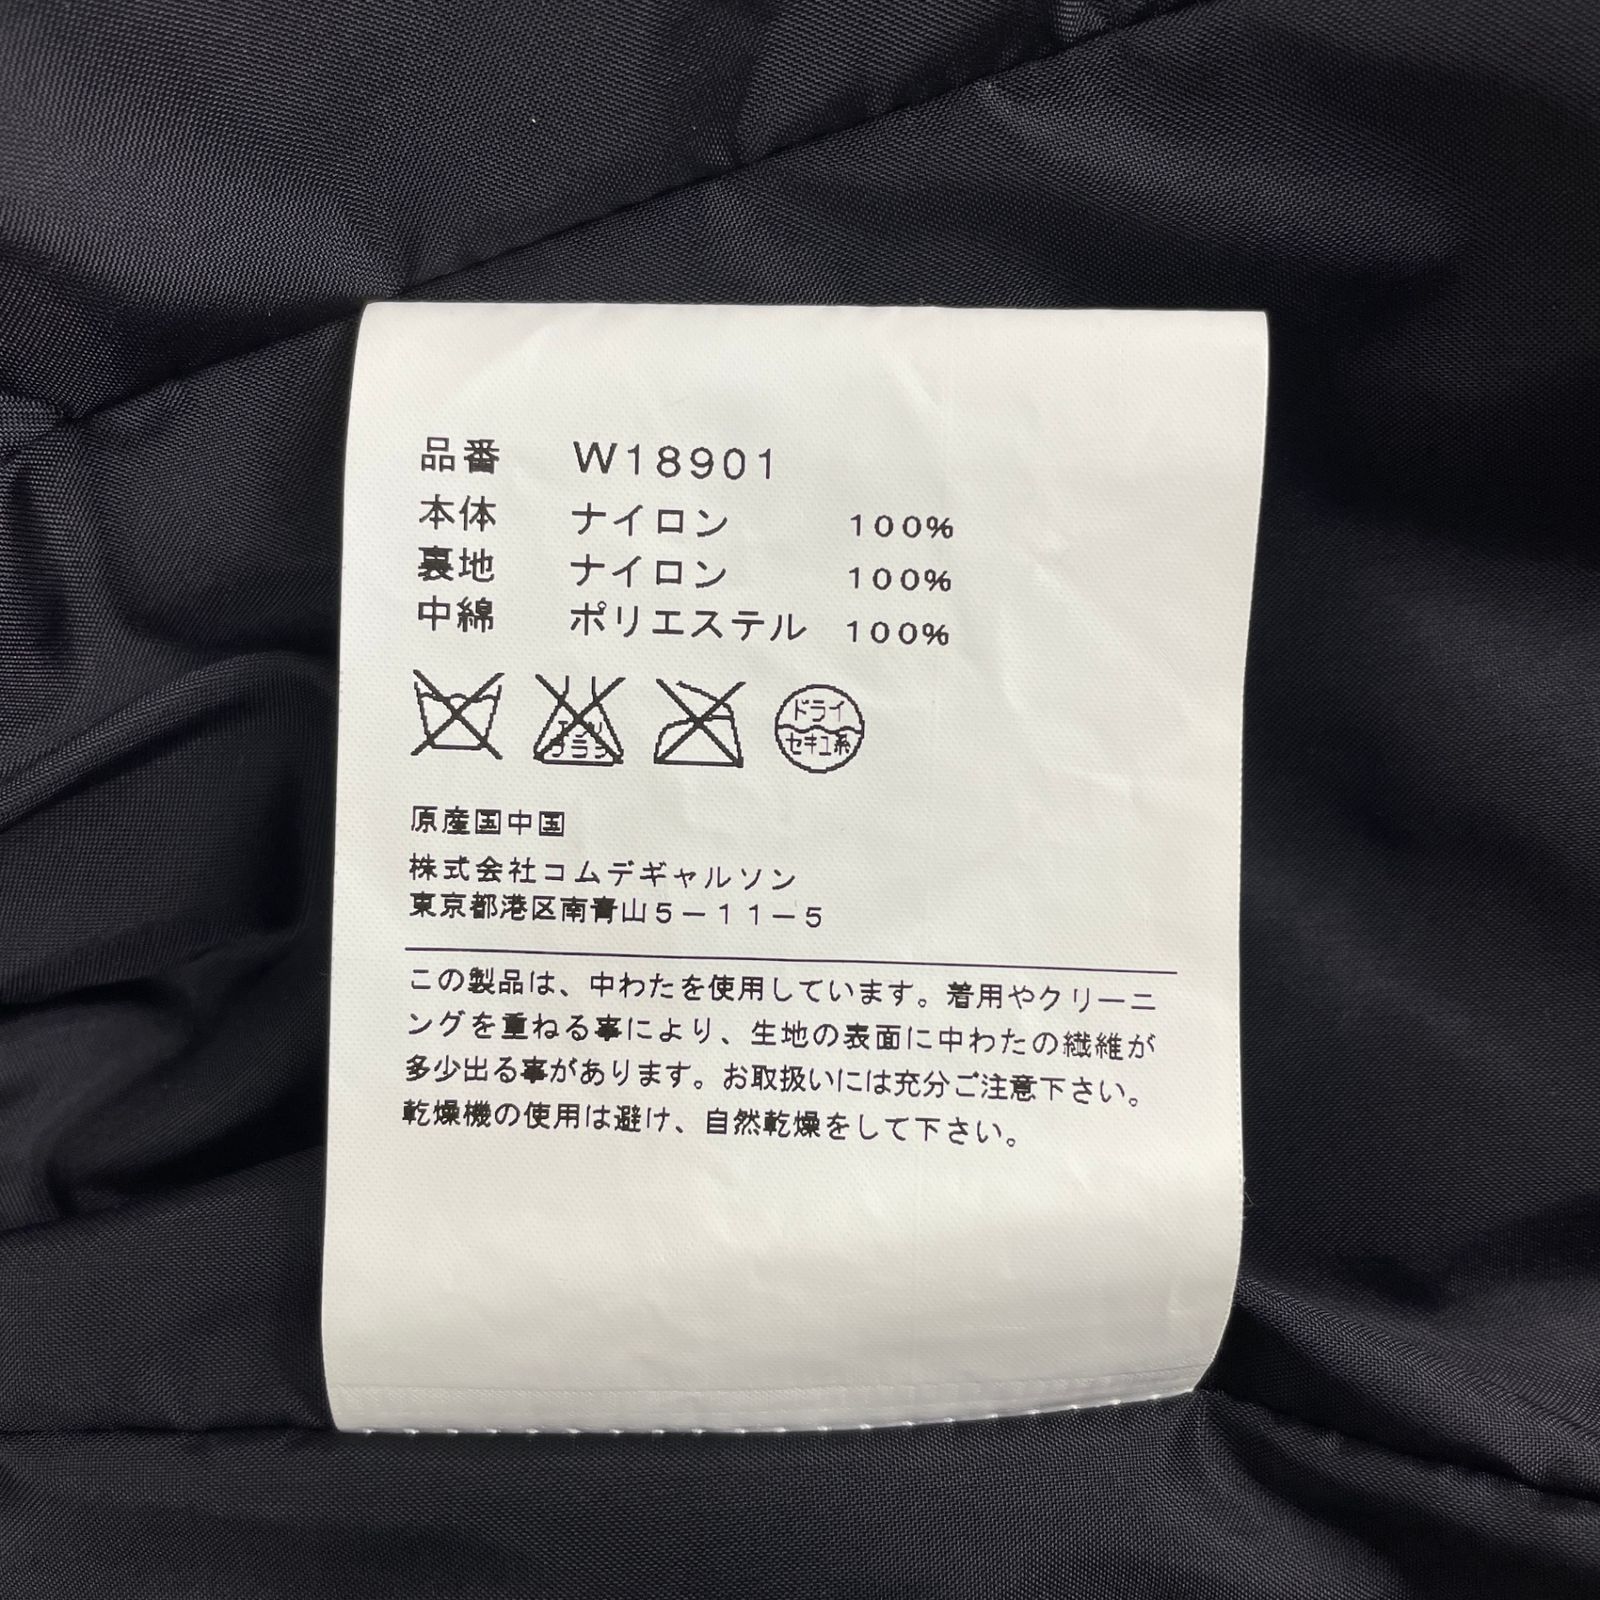 品番 W18901
本体 ナイロン 100%
裏地 ナイロン 100%
中綿 ポリエステル 100%
エンソ
ブラシ
ドライ
セキユ系
原産国中国
株式会社コムデギャルソン
東京都港区南青山5-11-5
この製品は、中わたを使用しています。着用やクリーニ
ングを重ねる事により、生地の表面に中わたの繊維が
多少出る事があります。お取扱いには充分ご注意下さい。
乾燥機の使用は避け、自然乾燥をして下さい。